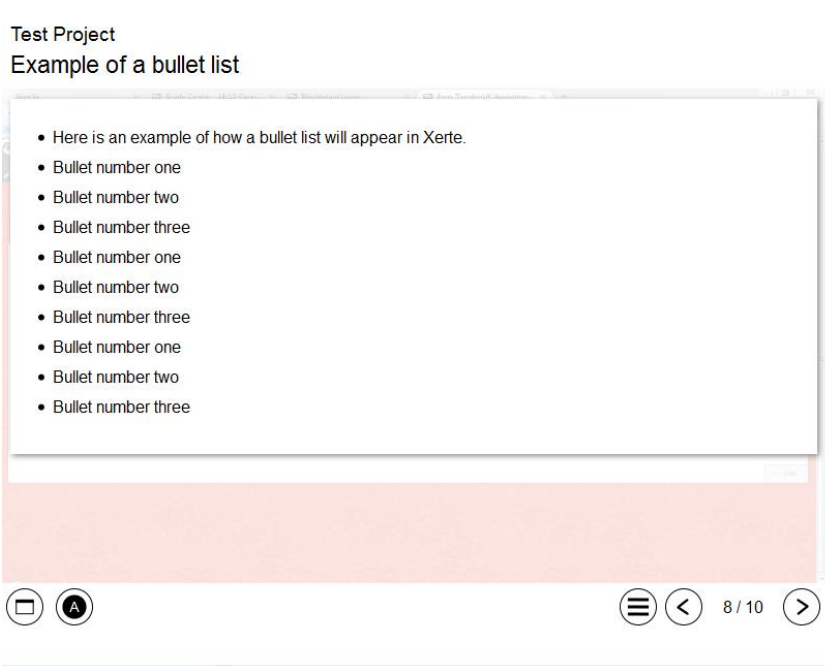 Test Project
Example of a bullet list
• Here is an example of how a bullet list will appear in Xerte.
• Bullet number one
• Bullet number two
• Bullet number three
• Bullet number one
• Bullet number two
• Bullet number three
• Bullet number one
• Bullet number two
• Bullet number three
A
8 / 10